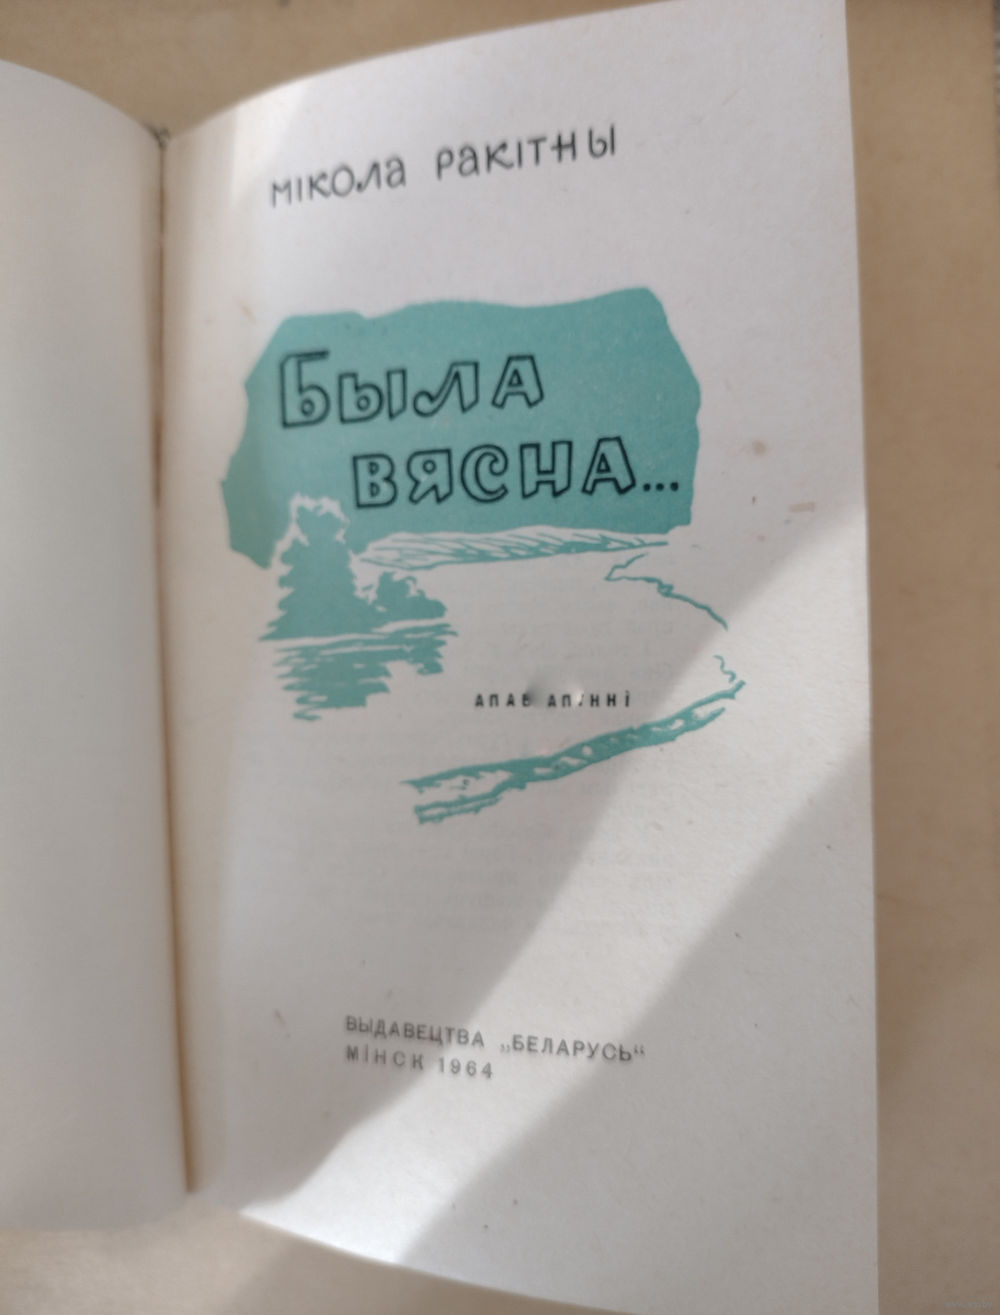 Мікола Ракітны
Была
вясна...
Выдавецтва „Беларусь“
Мінск 1964